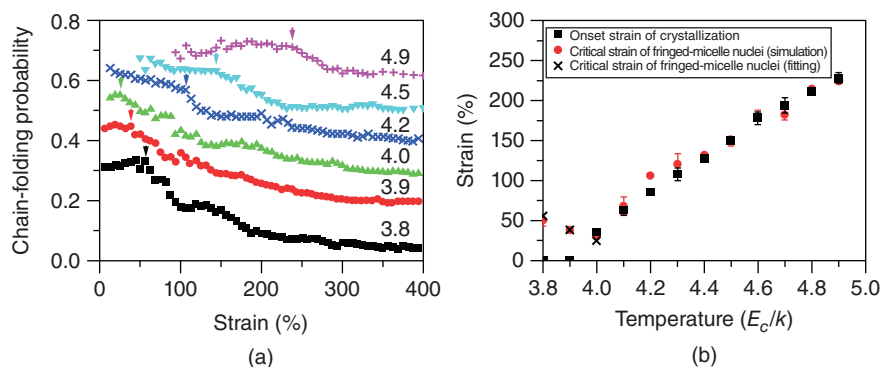 Chain-folding probability
0.8
0.6
0.4
0.2
0.0
4.9
4.5
4.2
4.0
3.9
3.8
0 100 200 300 400
Strain (%)
(a)
Strain (%)
300
250
200
150
100
50
0
Onset strain of crystallization
Critical strain of fringed-micelle nuclei (simulation)
Critical strain of fringed-micelle nuclei (fitting)
3.8 4.0 4.2 4.4 4.6 4.8 5.0
Temperature (E_c/k)
(b)